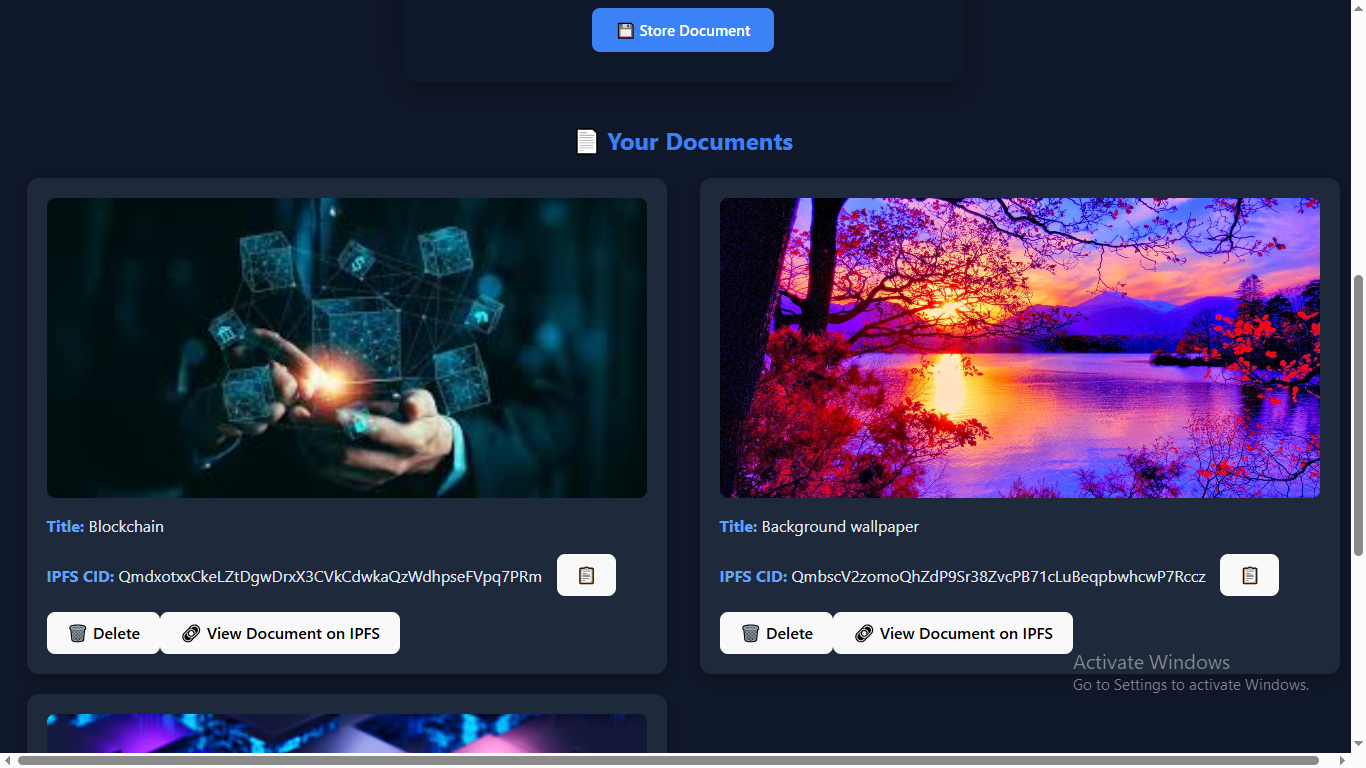 💾 Store Document
📄 Your Documents
Title: Blockchain
IPFS CID: QmdxotxxCkeLZtDgwDrxX3CVkCdwkaQzWdhpseFVpq7PRm
🗑️ Delete
🔗 View Document on IPFS
Title: Background wallpaper
IPFS CID: QmbscV2zomoQhZdP9Sr38ZvcPB71cLuBeqpbwhcwP7Rccz
🗑️ Delete
🔗 View Document on IPFS
Activate Windows
Go to Settings to activate Windows.